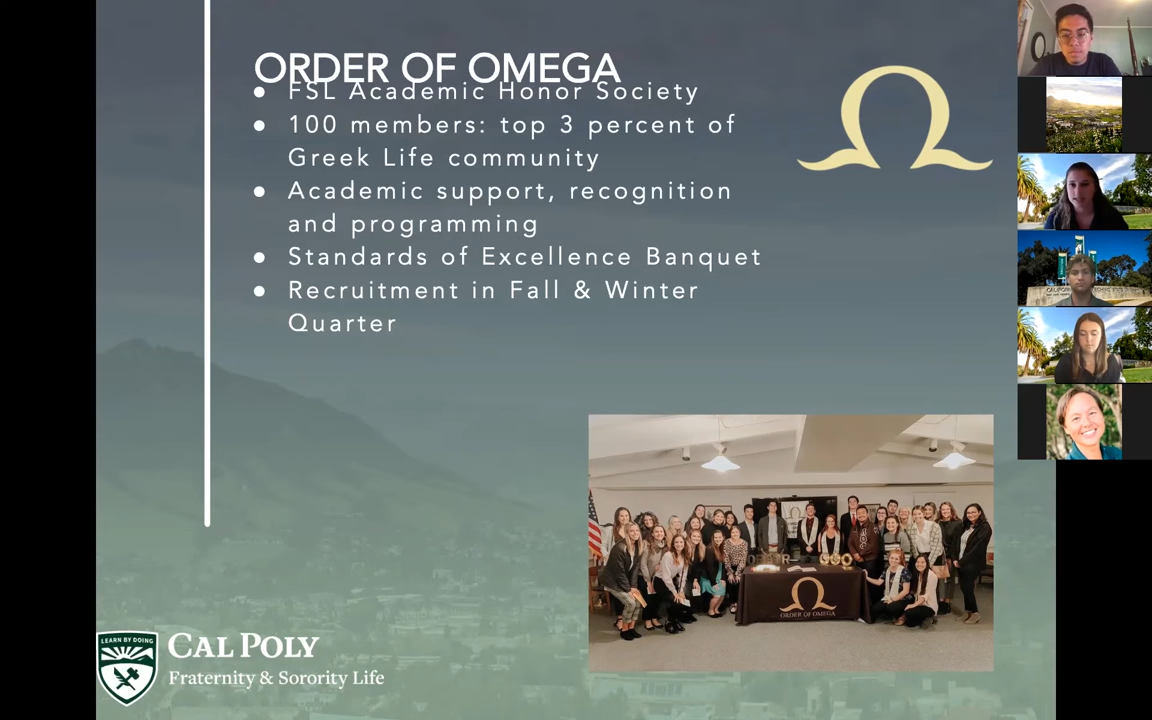 ORDER OF OMEGA
● FSL Academic Honor Society
● 100 members: top 3 percent of
Greek Life community
● Academic support, recognition
and programming
● Standards of Excellence Banquet
● Recruitment in Fall & Winter
Quarter
ORDER OF OMEGA
LEARN BY DOING
CAL POLY
Fraternity & Sorority Life